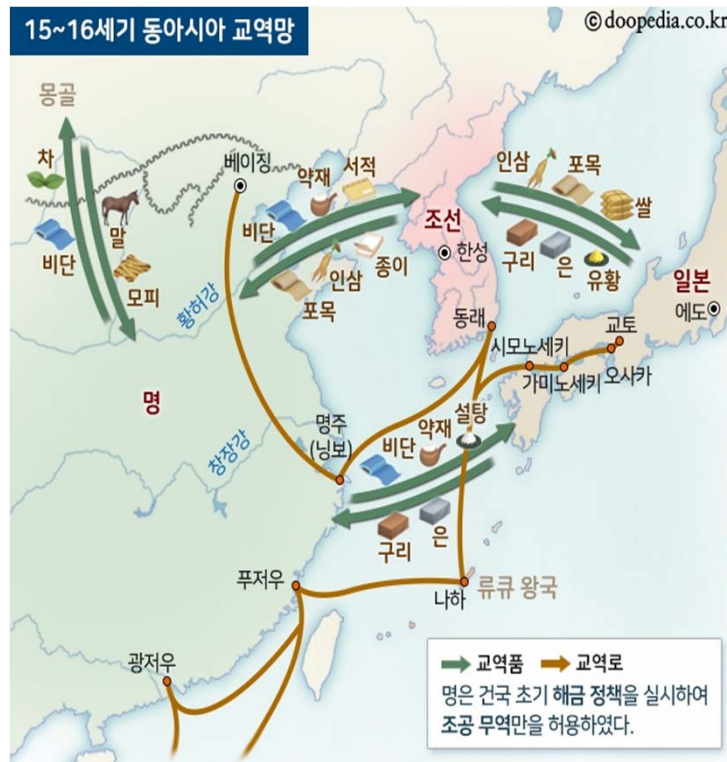 15~16세기 동아시아 교역망
ⓒdoopedia.co.kr
몽골
차
비단
말
모피
베이징
황허강
비단
약재
서적
포목
인삼
종이
조선
한성
인삼
포목
쌀
구리
은
유황
일본
에도
동래
시모노세키
교토
가미노세키
오사카
명
창장강
명주
(닝보)
비단
약재
설탕
구리
은
푸저우
나하
류큐 왕국
광저우
교역품
교역로
명은 건국 초기 해금 정책을 실시하여
조공 무역만을 허용하였다.